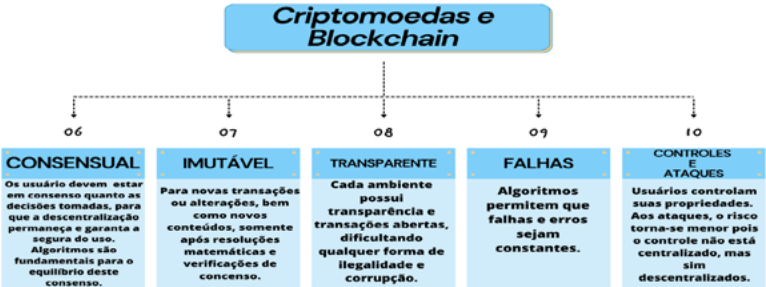 Criptomoedas e
Blockchain
06
CONSENSUAL
Os usuário devem estar
em consenso quanto as
decisões tomadas, para
que a descentralização
permaneça e garanta a
segura do uso.
Algoritmos são
fundamentais para o
equilíbrio deste
consenso.
07
IMUTÁVEL
Para novas transações
ou alterações, bem
como novos
conteúdos, somente
após resoluções
matemáticas e
verificações de
concenso.
08
TRANSPARENTE
Cada ambiente
possui
transparência e
transações abertas,
dificultando
qualquer forma de
ilegalidade e
corrupção.
09
FALHAS
Algoritmos
permitem que
falhas e erros
sejam
constantes.
10
CONTROLES
E
ATAQUES
Usuários controlam
suas propriedades.
Aos ataques, o risco
torna-se menor pois
o controle não está
centralizado, mas
sim
descentralizados.